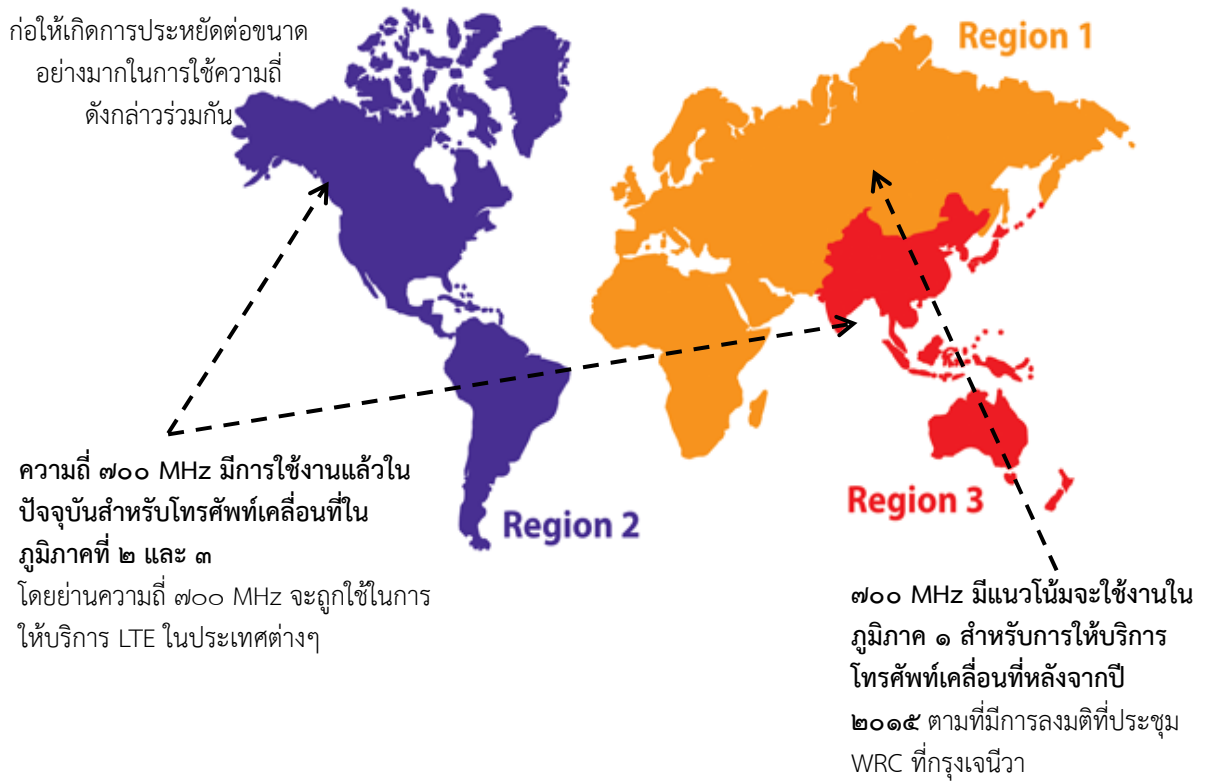 ก่อให้เกิดการประหยัดต่อขนาด
อย่างมากในการใช้ความถี่
ดังกล่าวร่วมกัน
Region 1
Region 2
Region 3
ความถี่ ๗๐๐ MHz มีการใช้งานแล้วใน
ปัจจุบันสำหรับโทรศัพท์เคลื่อนที่ใน
ภูมิภาคที่ ๒ และ ๓
โดยย่านความถี่ ๗๐๐ MHz จะถูกใช้ในการ
ให้บริการ LTE ในประเทศต่างๆ
๗๐๐ MHz มีแนวโน้มจะใช้งานใน
ภูมิภาค ๑ สำหรับการให้บริการ
โทรศัพท์เคลื่อนที่หลังจากปี
๒๐๑๕ ตามที่มีการลงมติที่ประชุม
WRC ที่กรุงเจนีวา